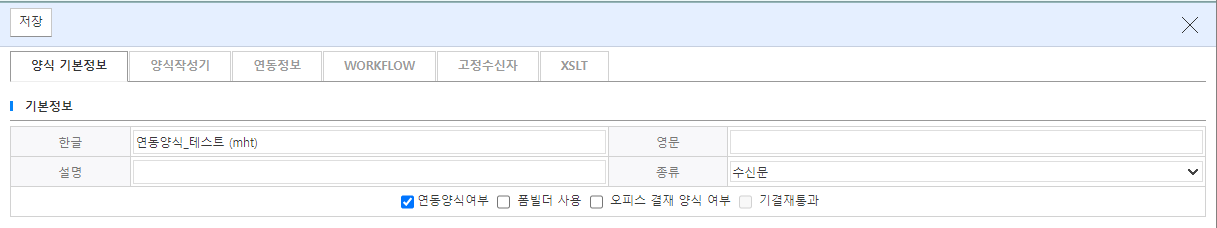 저장
양식 기본정보 양식작성기 연동정보 WORKFLOW 고정수신자 XSLT
기본정보
한글 연동양식_테스트 (mht) 영문
설명 종류 수신문
연동양식여부 폼빌더 사용 오피스 결재 양식 여부 기결재통과